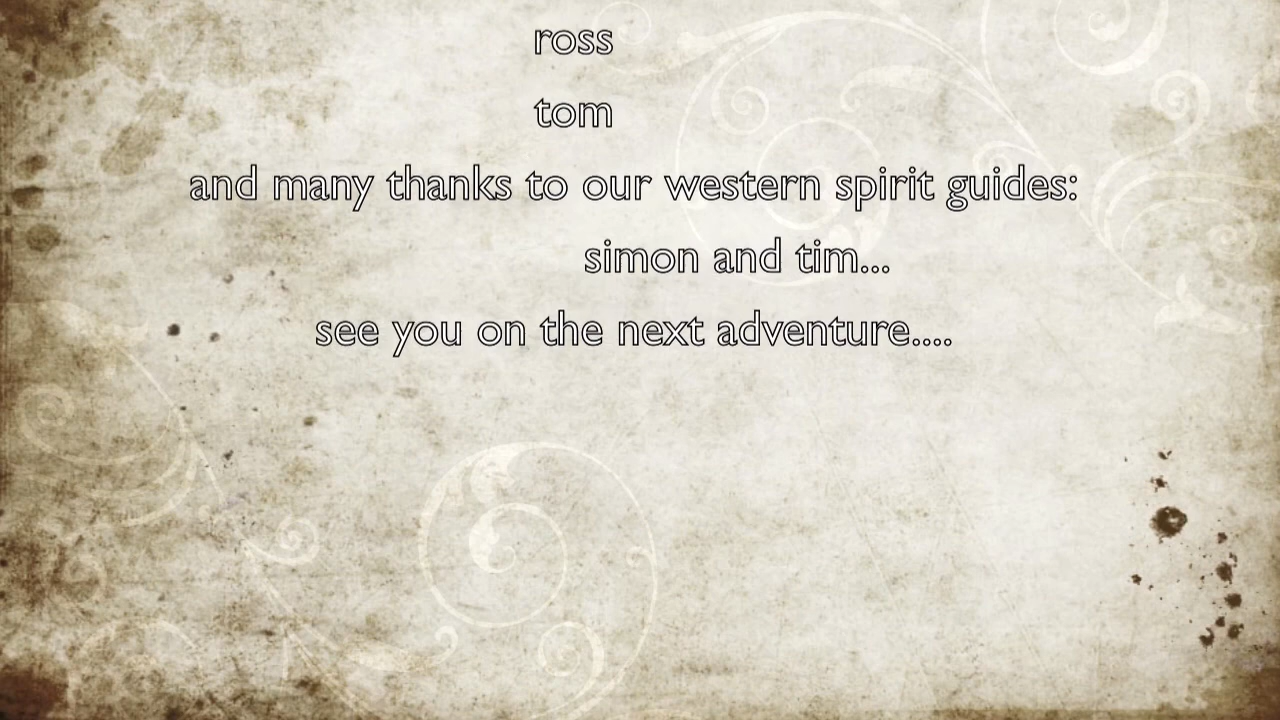 ross
tom
and many thanks to our western spirit guides:
simon and tim...
see you on the next adventure....